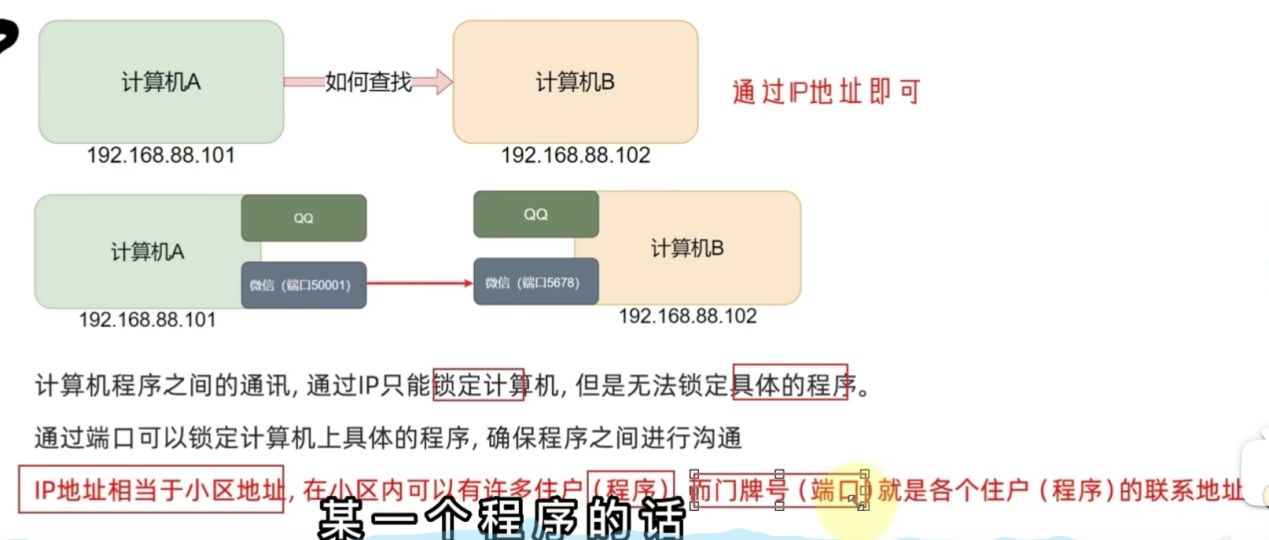 计算机A
如何查找
计算机B
通过IP地址即可
192.168.88.101
192.168.88.102
QQ
QQ
计算机A
计算机B
微信（端口50001）
微信（端口5678）
192.168.88.101
192.168.88.102
计算机程序之间的通讯, 通过IP只能锁定计算机, 但是无法锁定具体的程序。
通过端口可以锁定计算机上具体的程序, 确保程序之间进行沟通
IP地址相当于小区地址, 在小区内可以有许多住户（程序）而门牌号（端口）就是各个住户（程序）的联系地址
某一个程序的话